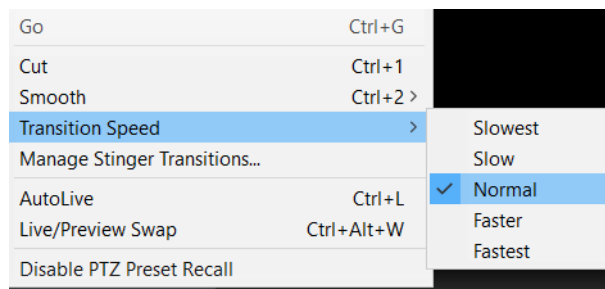 Go Ctrl+G
Cut Ctrl+1
Smooth Ctrl+2 >
Transition Speed >
Slowest
Manage Stinger Transitions...
Slow
Normal
AutoLive Ctrl+L
Faster
Live/Preview Swap Ctrl+Alt+W
Fastest
Disable PTZ Preset Recall